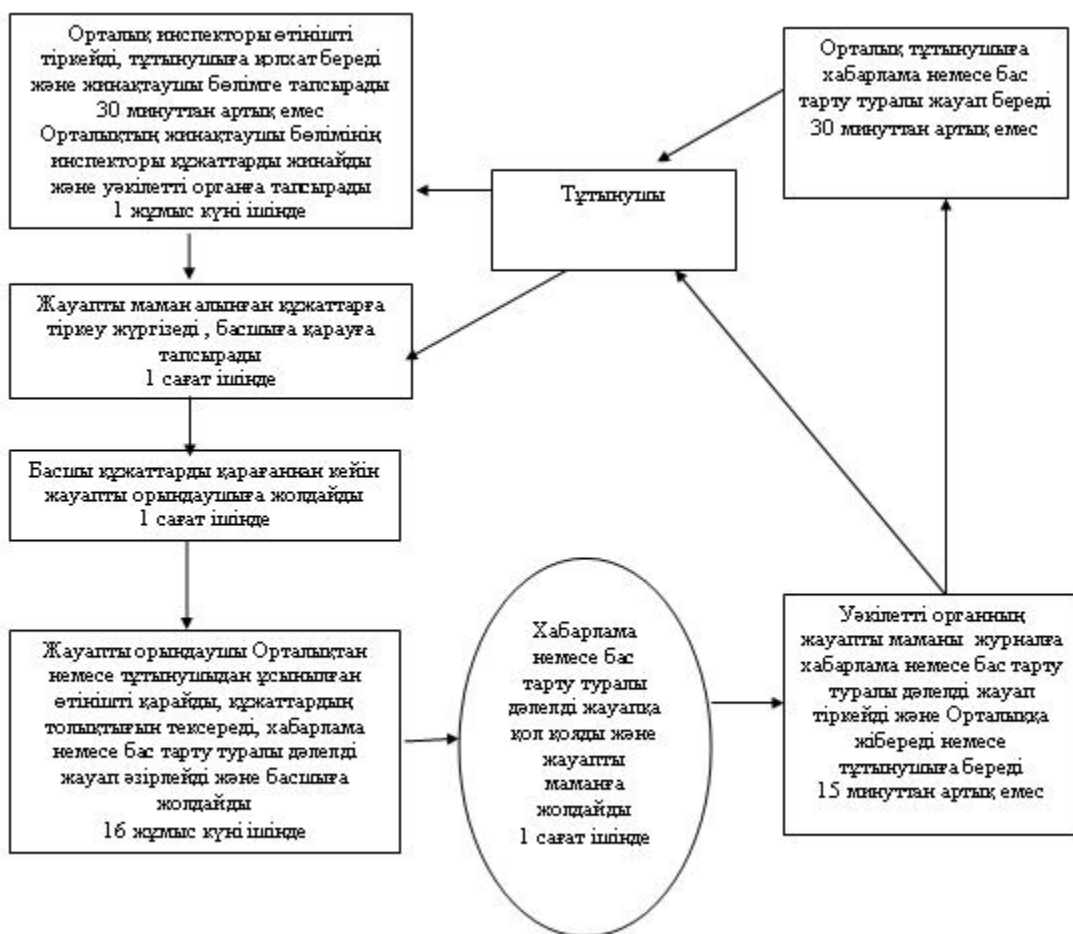 Орталық инспекторы өтінішті
тіркейді, тұтынушыға қолхат береді
және жинақтаушы бөлімге тапсырады
30 минуттан артық емес
Орталықтың жинақтаушы бөлімінің
инспекторы құжаттарды жинайды
және уәкілетті органға тапсырады
1 жұмыс күні ішінде
Тұтынушы
Орталық тұтынушыға
хабарлама немесе бас
тарту туралы жауап береді
30 минуттан артық емес
Жауапты маман алынған құжаттарға
тіркеу жүргізеді , басшыға қарауға
тапсырады
1 сағат ішінде
Басшы құжаттарды қарағаннан кейін
жауапты орындаушыға жолдайды
1 сағат ішінде
Жауапты орындаушы Орталықтан
немесе тұтынушыдан ұсынылған
өтінішті қарайды, құжаттардың
толықтығын тексереді, хабарлама
немесе бас тарту туралы дәлелді
жауап әзірлейді және басшыға
жолдайды
16 жұмыс күні ішінде
Хабарлама
немесе бас
тарту туралы
дәлелді жауапқа
қол қояды және
жауапты
маманға
жолдайды
1 сағат ішінде
Уәкілетті органның
жауапты маманы журналға
хабарлама немесе бас тарту
туралы дәлелді жауап
тіркейді және Орталыққа
жібереді немесе
тұтынушыға береді
15 минуттан артық емес